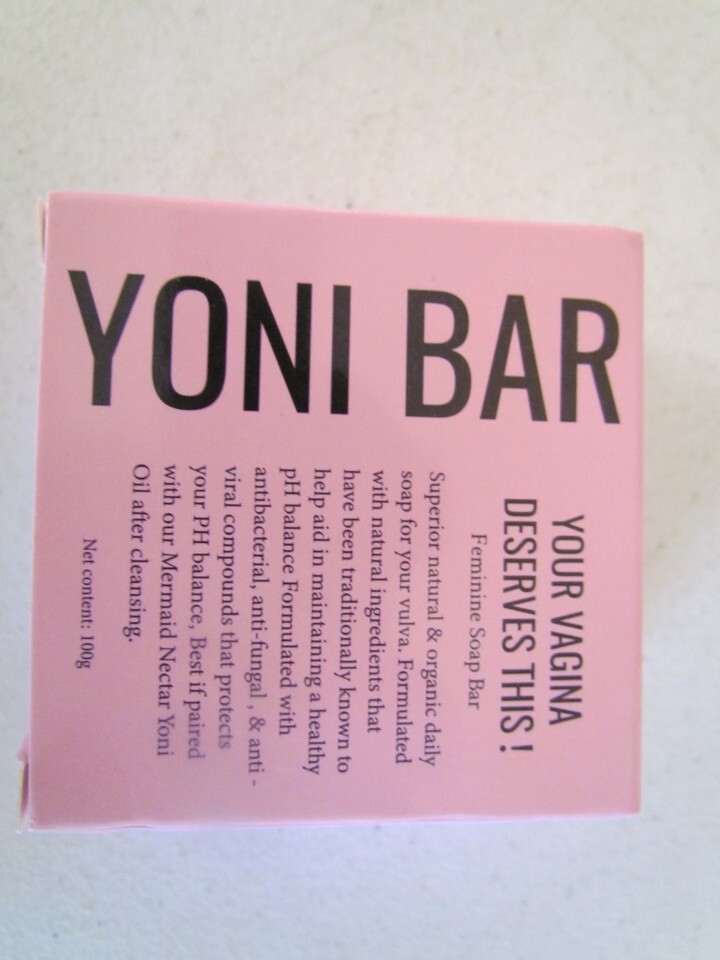 YONI BAR
YOUR VAGINA
DESERVES THIS !
Feminine Soap Bar
Superior natural & organic daily
soap for your vulva. Formulated
with natural ingredients that
have been traditionally known to
help aid in maintaining a healthy
pH balance Formulated with
antibacterial, anti-fungal , & anti -
viral compounds that protects
your PH balance, Best if paired
with our Mermaid Nectar Yoni
Oil after cleansing.
Net content: 100g